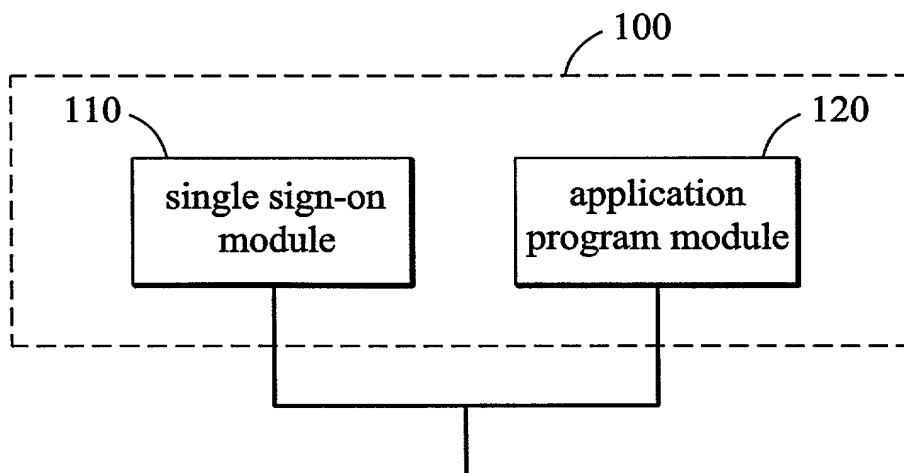 100
110
120
single sign-on
module
application
program module